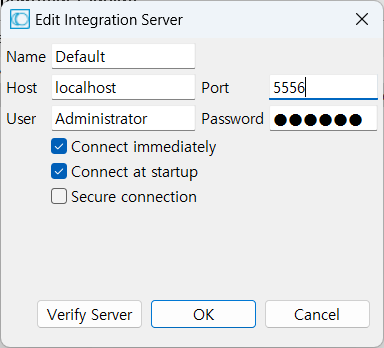 Edit Integration Server
Name Default
Host localhost Port 5556
User Administrator Password ●●●●●●
Connect immediately
Connect at startup
Secure connection
Verify Server OK Cancel